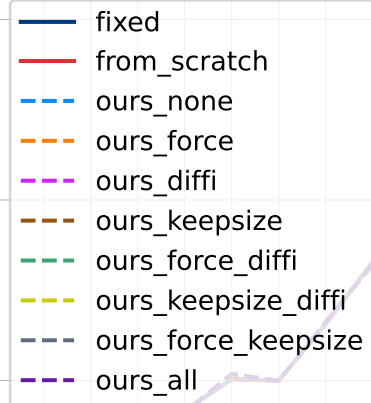 fixed
from_scratch
ours_none
ours_force
ours_diffi
ours_keepsize
ours_force_diffi
ours_keepsize_diffi
ours_force_keepsize
ours_all